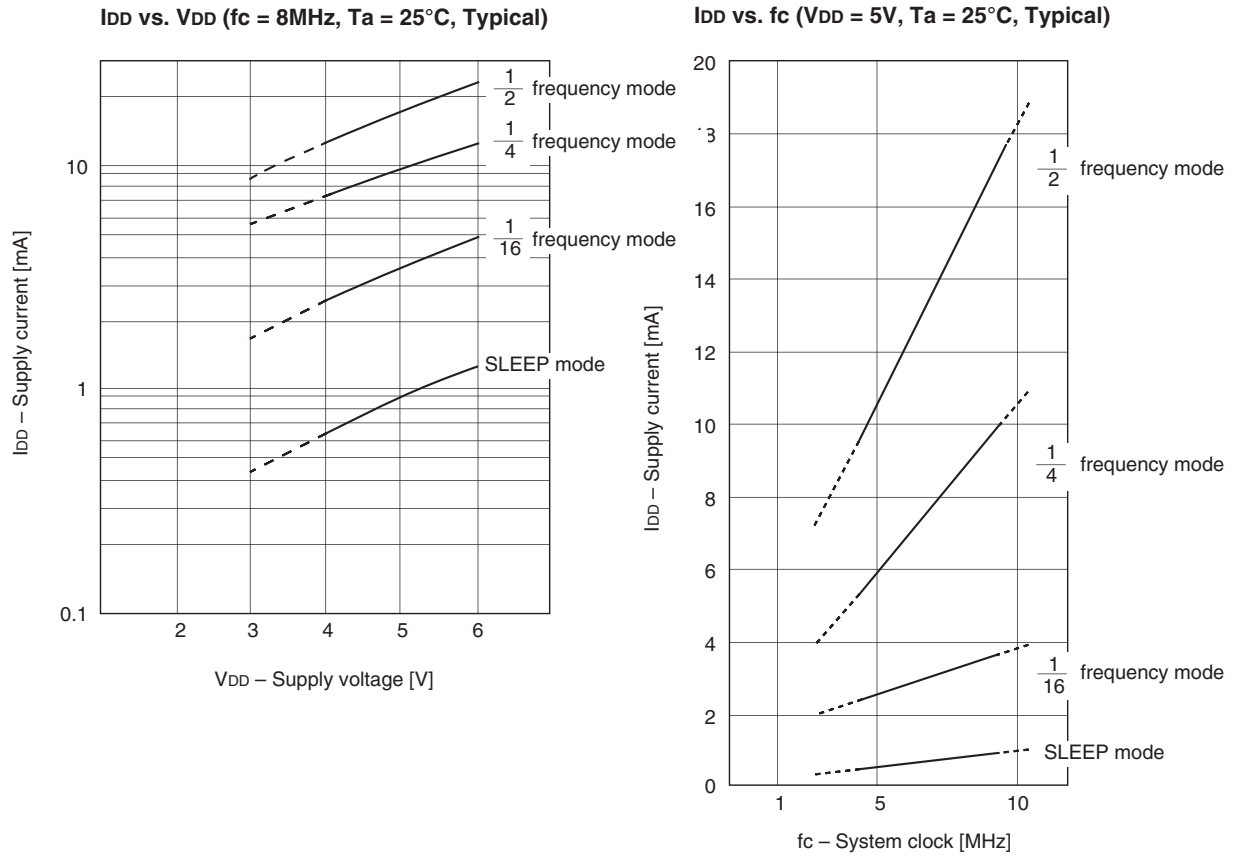 IDD vs. VDD (fc = 8MHz, Ta = 25°C, Typical)
10
1
0.1
2 3 4 5 6
IDD – Supply current [mA]
VDD – Supply voltage [V]
1/2 frequency mode
1/4 frequency mode
1/16 frequency mode
SLEEP mode
IDD vs. fc (VDD = 5V, Ta = 25°C, Typical)
20
16
14
12
10
8
6
4
2
0
1 5 10
IDD – Supply current [mA]
fc – System clock [MHz]
1/2 frequency mode
1/4 frequency mode
1/16 frequency mode
SLEEP mode